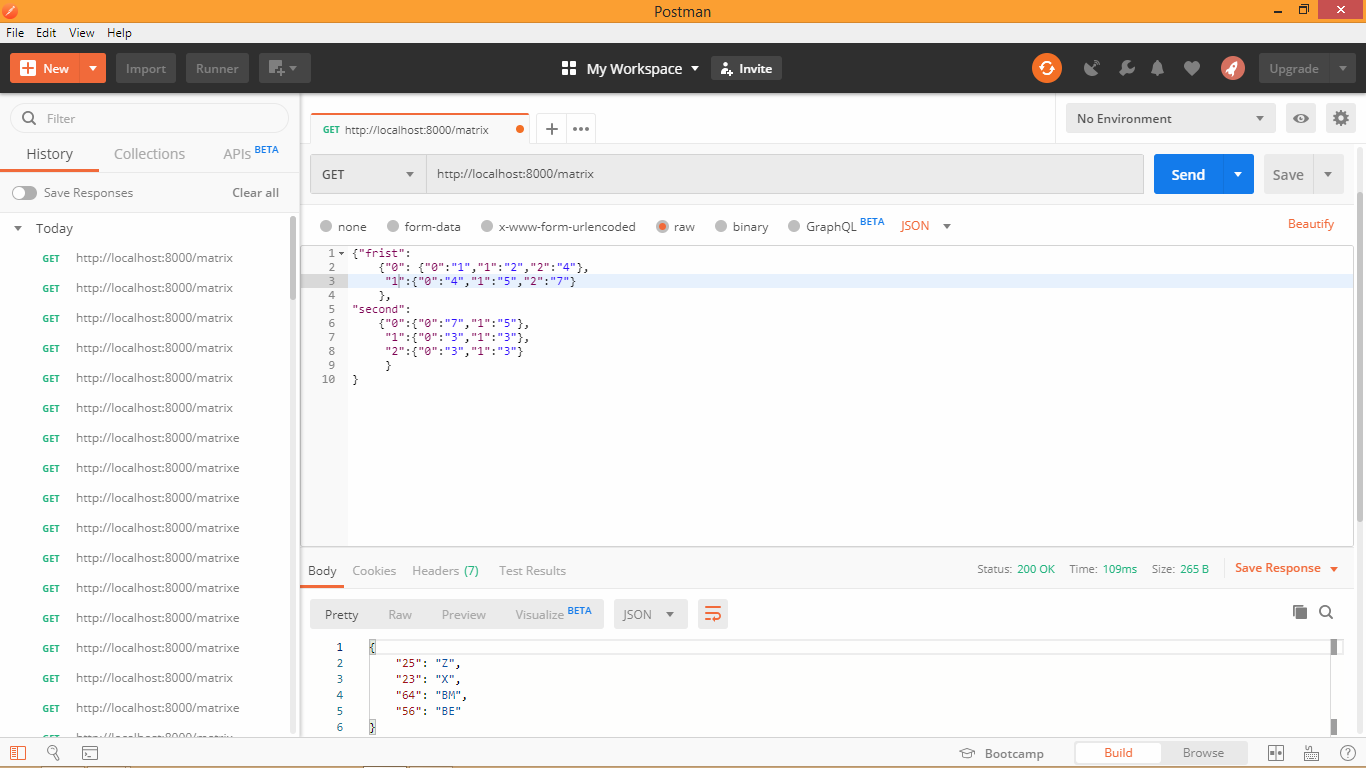 Postman
File Edit View Help
New Import Runner My Workspace Invite Upgrade
Filter
History Collections APIs BETA
Save Responses Clear all
Today
GET http://localhost:8000/matrix
GET http://localhost:8000/matrix
GET http://localhost:8000/matrix
GET http://localhost:8000/matrix
GET http://localhost:8000/matrix
GET http://localhost:8000/matrix
GET http://localhost:8000/matrixe
GET http://localhost:8000/matrixe
GET http://localhost:8000/matrixe
GET http://localhost:8000/matrixe
GET http://localhost:8000/matrixe
GET http://localhost:8000/matrixe
GET http://localhost:8000/matrixe
GET http://localhost:8000/matrixe
GET http://localhost:8000/matrix
GET http://localhost:8000/matrixe
GET http://localhost:8000/matrix
GET http://localhost:8000/matrix
No Environment
GET http://localhost:8000/matrix Send Save
none form-data x-www-form-urlencoded raw binary GraphQL BETA JSON Beautify
1 {"frist":
2 {"0": {"0":"1","1":"2","2":"4"},
3 "1":{"0":"4","1":"5","2":"7"}
4 },
5 "second":
6 {"0":{"0":"7","1":"5"},
7 "1":{"0":"3","1":"3"},
8 "2":{"0":"3","1":"3"}
9 }
10 }
Body Cookies Headers (7) Test Results Status: 200 OK Time: 109ms Size: 265 B Save Response
Pretty Raw Preview Visualize BETA JSON
1 {
2 "25": "Z",
3 "23": "X",
4 "64": "BM",
5 "56": "BE"
6 }
Bootcamp Build Browse